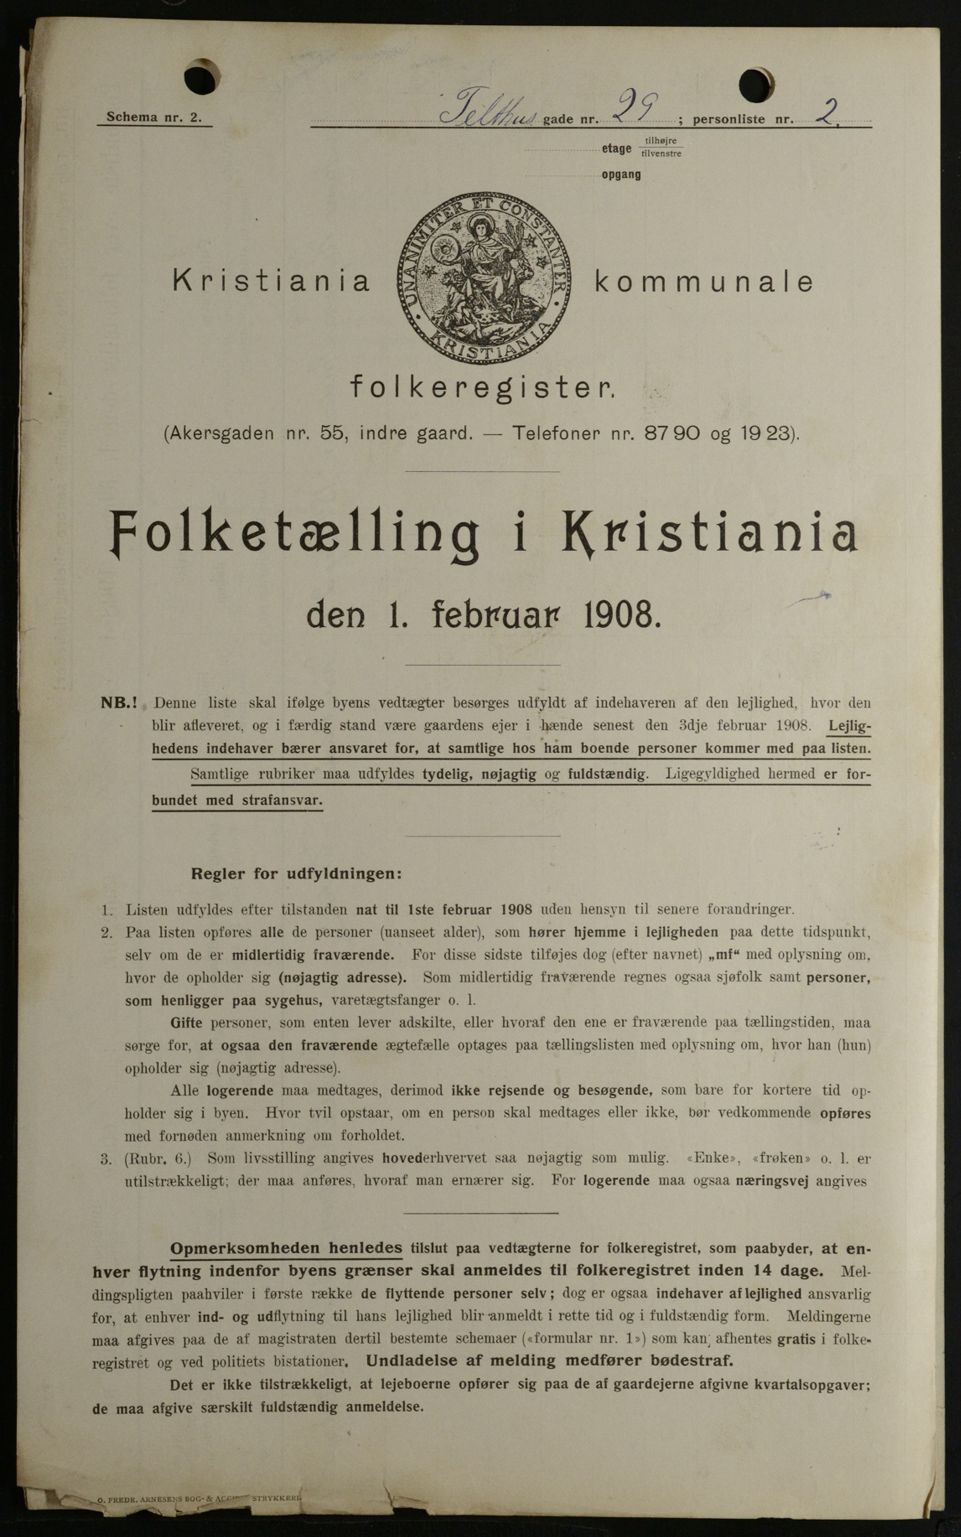 Schema nr. 2.
Telthus gade nr. 29 ; personliste nr. 2.
etage tilhøjre tilvenstre
opgang
UNANIMITER ET CONSTANTER
KRISTIANIA
Kristiania kommunale
folkeregister.
(Akersgaden nr. 55, indre gaard. — Telefoner nr. 87 90 og 19 23).
Folketælling i Kristiania
den 1. februar 1908.
NB.! Denne liste skal ifølge byens vedtægter besørges udfyldt af indehaveren af den lejlighed, hvor den
blir afleveret, og i færdig stand være gaardens ejer i hænde senest den 3dje februar 1908. Lejlig-
hedens indehaver bærer ansvaret for, at samtlige hos ham boende personer kommer med paa listen.
Samtlige rubriker maa udfyldes tydelig, nøjagtig og fuldstændig. Ligegyldighed hermed er for-
bundet med strafansvar.
Regler for udfyldningen:
1. Listen udfyldes efter tilstanden nat til 1ste februar 1908 uden hensyn til senere forandringer.
2. Paa listen opføres alle de personer (uanseet alder), som hører hjemme i lejligheden paa dette tidspunkt,
selv om de er midlertidig fraværende. For disse sidste tilføjes dog (efter navnet) „mf“ med oplysning om,
hvor de opholder sig (nøjagtig adresse). Som midlertidig fraværende regnes ogsaa sjøfolk samt personer,
som henligger paa sygehus, varetægtsfanger o. l.
Gifte personer, som enten lever adskilte, eller hvoraf den ene er fraværende paa tællingstiden, maa
sørge for, at ogsaa den fraværende ægtefælle optages paa tællingslisten med oplysning om, hvor han (hun)
opholder sig (nøjagtig adresse).
Alle logerende maa medtages, derimod ikke rejsende og besøgende, som bare for kortere tid op-
holder sig i byen. Hvor tvil opstaar, om en person skal medtages eller ikke, bør vedkommende opføres
med fornøden anmerkning om forholdet.
3. (Rubr. 6.) Som livsstilling angives hovederhvervet saa nøjagtig som mulig. «Enke», «frøken» o. l. er
utilstrækkeligt; der maa anføres, hvoraf man ernærer sig. For logerende maa ogsaa næringsvej angives
Opmerksomheden henledes tilslut paa vedtægterne for folkeregistret, som paabyder, at en-
hver flytning indenfor byens grænser skal anmeldes til folkeregistret inden 14 dage. Mel-
dingspligten paahviler i første række de flyttende personer selv; dog er ogsaa indehaver af lejlighed ansvarlig
for, at enhver ind- og udflytning til hans lejlighed blir anmeldt i rette tid og i fuldstændig form. Meldingerne
maa afgives paa de af magistraten dertil bestemte schemaer («formular nr. 1») som kan afhentes gratis i folke-
registret og ved politiets bistationer. Undladelse af melding medfører bødestraf.
Det er ikke tilstrækkeligt, at lejeboerne opfører sig paa de af gaardejerne afgivne kvartalsopgaver;
de maa afgive særskilt fuldstændig anmeldelse.
O. FREDR. ARNESENS BOG- &